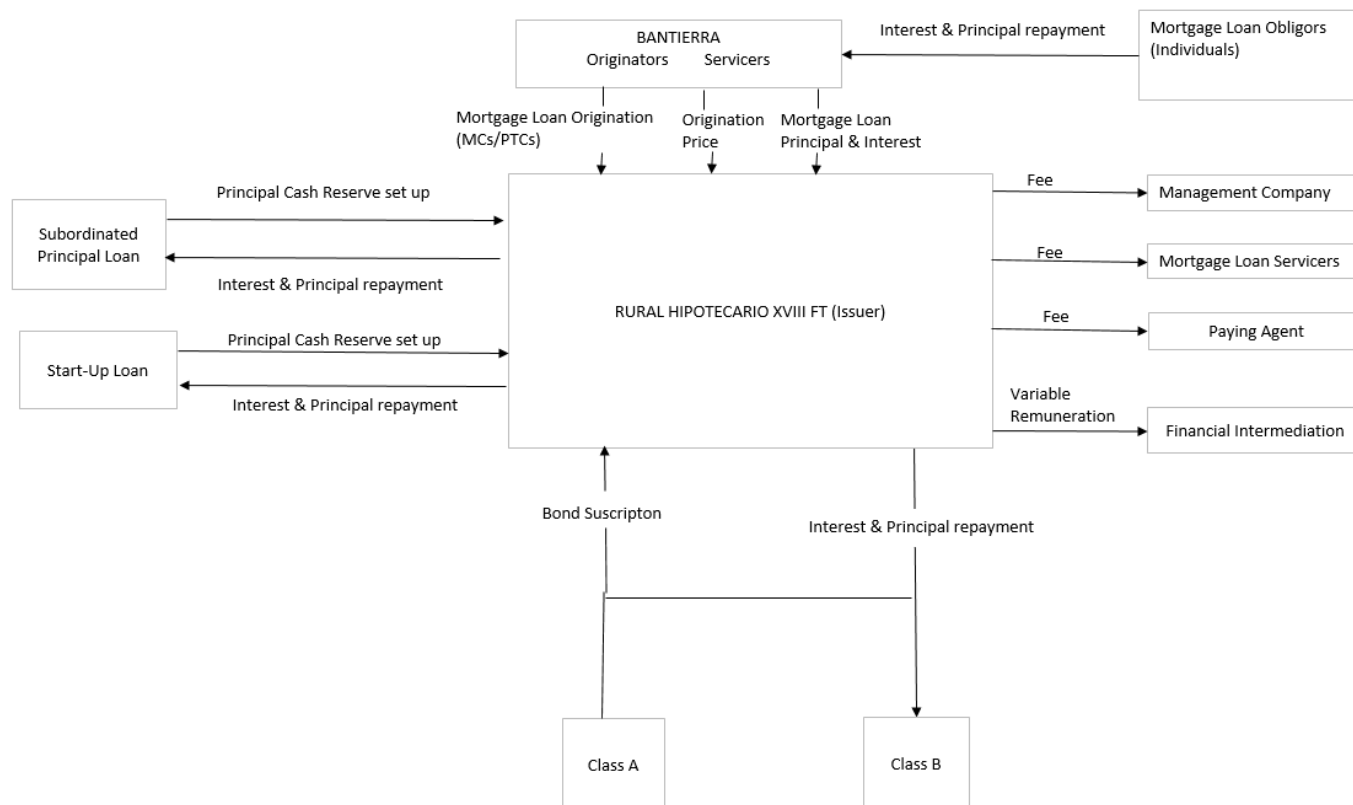 BANTIERRA
Originators Servicers
Interest & Principal repayment
Mortgage Loan Obligors
(Individuals)
Mortgage Loan Origination
(MCs/PTCs)
Origination
Price
Mortgage Loan
Principal & Interest
Principal Cash Reserve set up
Subordinated
Principal Loan
Interest & Principal repayment
Principal Cash Reserve set up
Start-Up Loan
Interest & Principal repayment
RURAL HIPOTECARIO XVIII FT (Issuer)
Fee
Management Company
Fee
Mortgage Loan Servicers
Fee
Paying Agent
Variable
Remuneration
Financial Intermediation
Bond Suscripton
Interest & Principal repayment
Class A
Class B